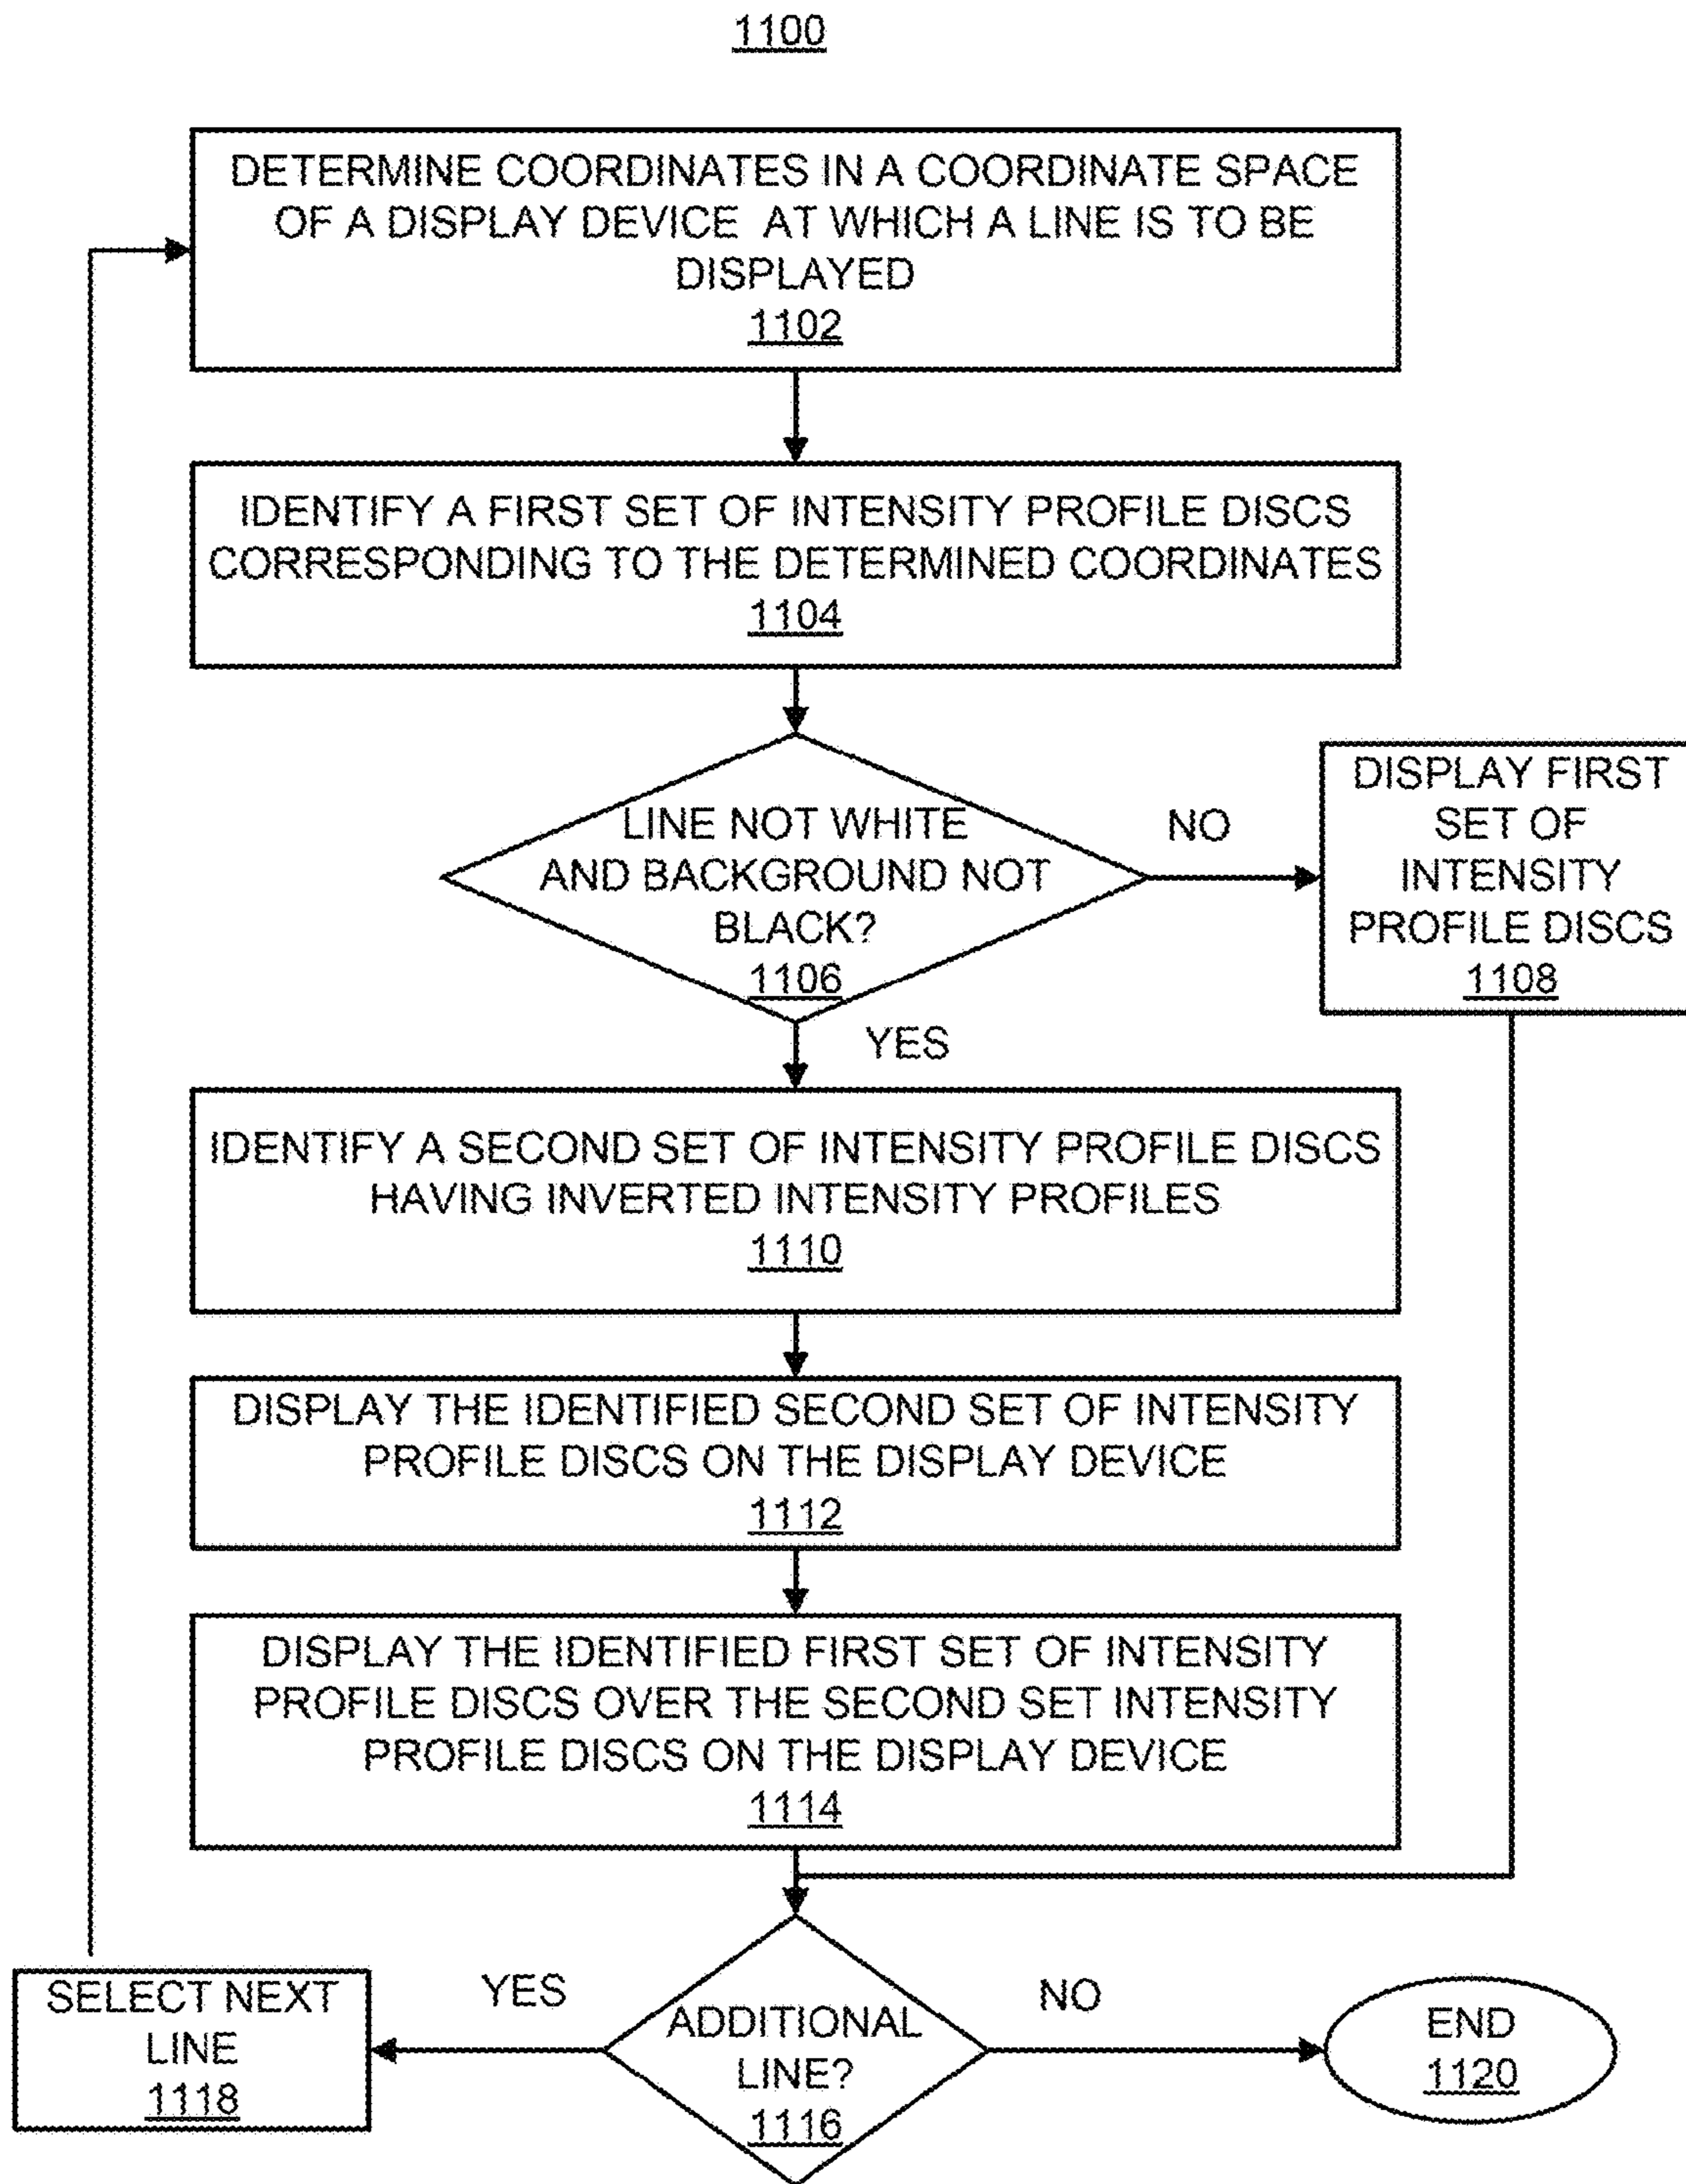 1100
DETERMINE COORDINATES IN A COORDINATE SPACE
OF A DISPLAY DEVICE AT WHICH A LINE IS TO BE
DISPLAYED
1102
IDENTIFY A FIRST SET OF INTENSITY PROFILE DISCS
CORRESPONDING TO THE DETERMINED COORDINATES
1104
LINE NOT WHITE
AND BACKGROUND NOT
BLACK?
1106
NO
DISPLAY FIRST
SET OF
INTENSITY
PROFILE DISCS
1108
YES
IDENTIFY A SECOND SET OF INTENSITY PROFILE DISCS
HAVING INVERTED INTENSITY PROFILES
1110
DISPLAY THE IDENTIFIED SECOND SET OF INTENSITY
PROFILE DISCS ON THE DISPLAY DEVICE
1112
DISPLAY THE IDENTIFIED FIRST SET OF INTENSITY
PROFILE DISCS OVER THE SECOND SET INTENSITY
PROFILE DISCS ON THE DISPLAY DEVICE
1114
ADDITIONAL
LINE?
1116
YES
SELECT NEXT
LINE
1118
NO
END
1120